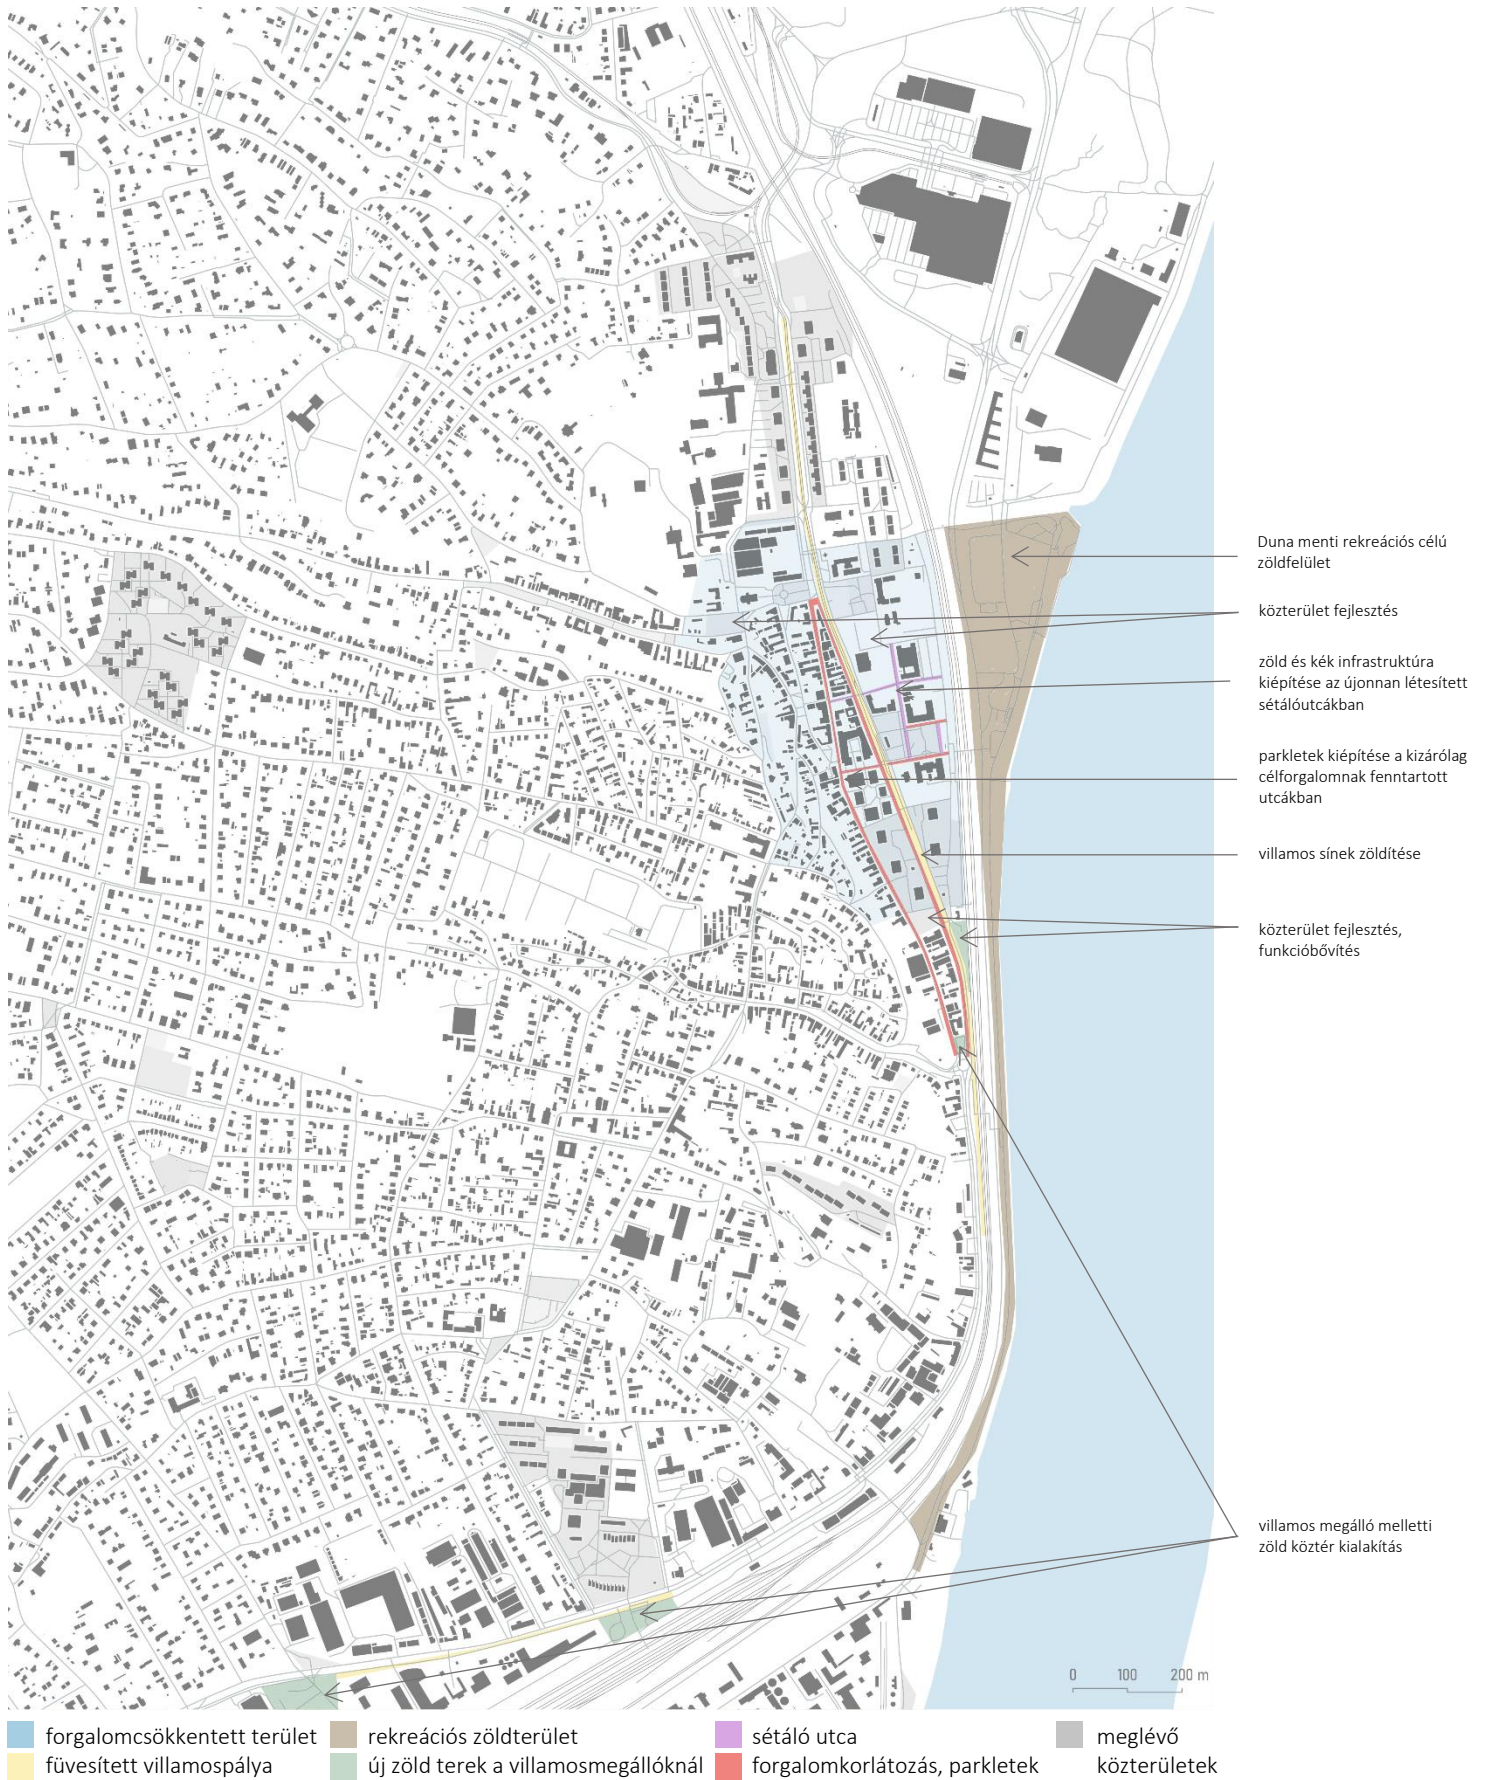 Duna menti rekreációs célú
zöldfelület
közterület fejlesztés
zöld és kék infrastruktúra
kiépítése az újonnan létesített
sétálóutcákban
parkletek kiépítése a kizárólag
célforgalomnak fenntartott
utcákban
villamos sínek zöldítése
közterület fejlesztés,
funkcióbővítés
villamos megálló melletti
zöld köztér kialakítás
0 100 200 m
forgalomcsökkentett terület
füvesített villamospálya
rekreációs zöldterület
új zöld terek a villamosmegállóknál
sétáló utca
forgalomkorlátozás, parkletek
meglévő
közterületek